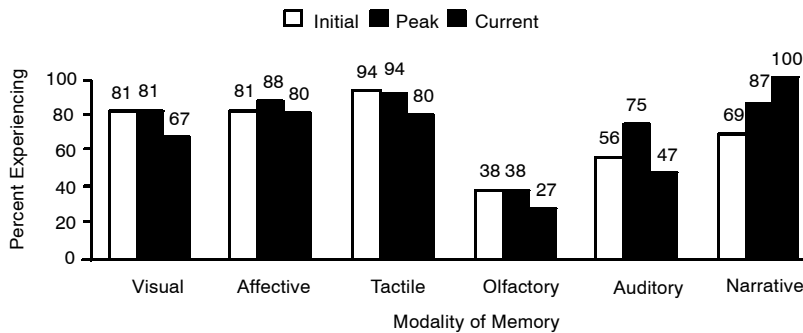 Initial Peak Current
Percent Experiencing
100
80
60
40
20
0
81 81 67
81 88 80
94 94 80
38 38 27
56 75 47
69 87 100
Visual Affective Tactile Olfactory Auditory Narrative
Modality of Memory